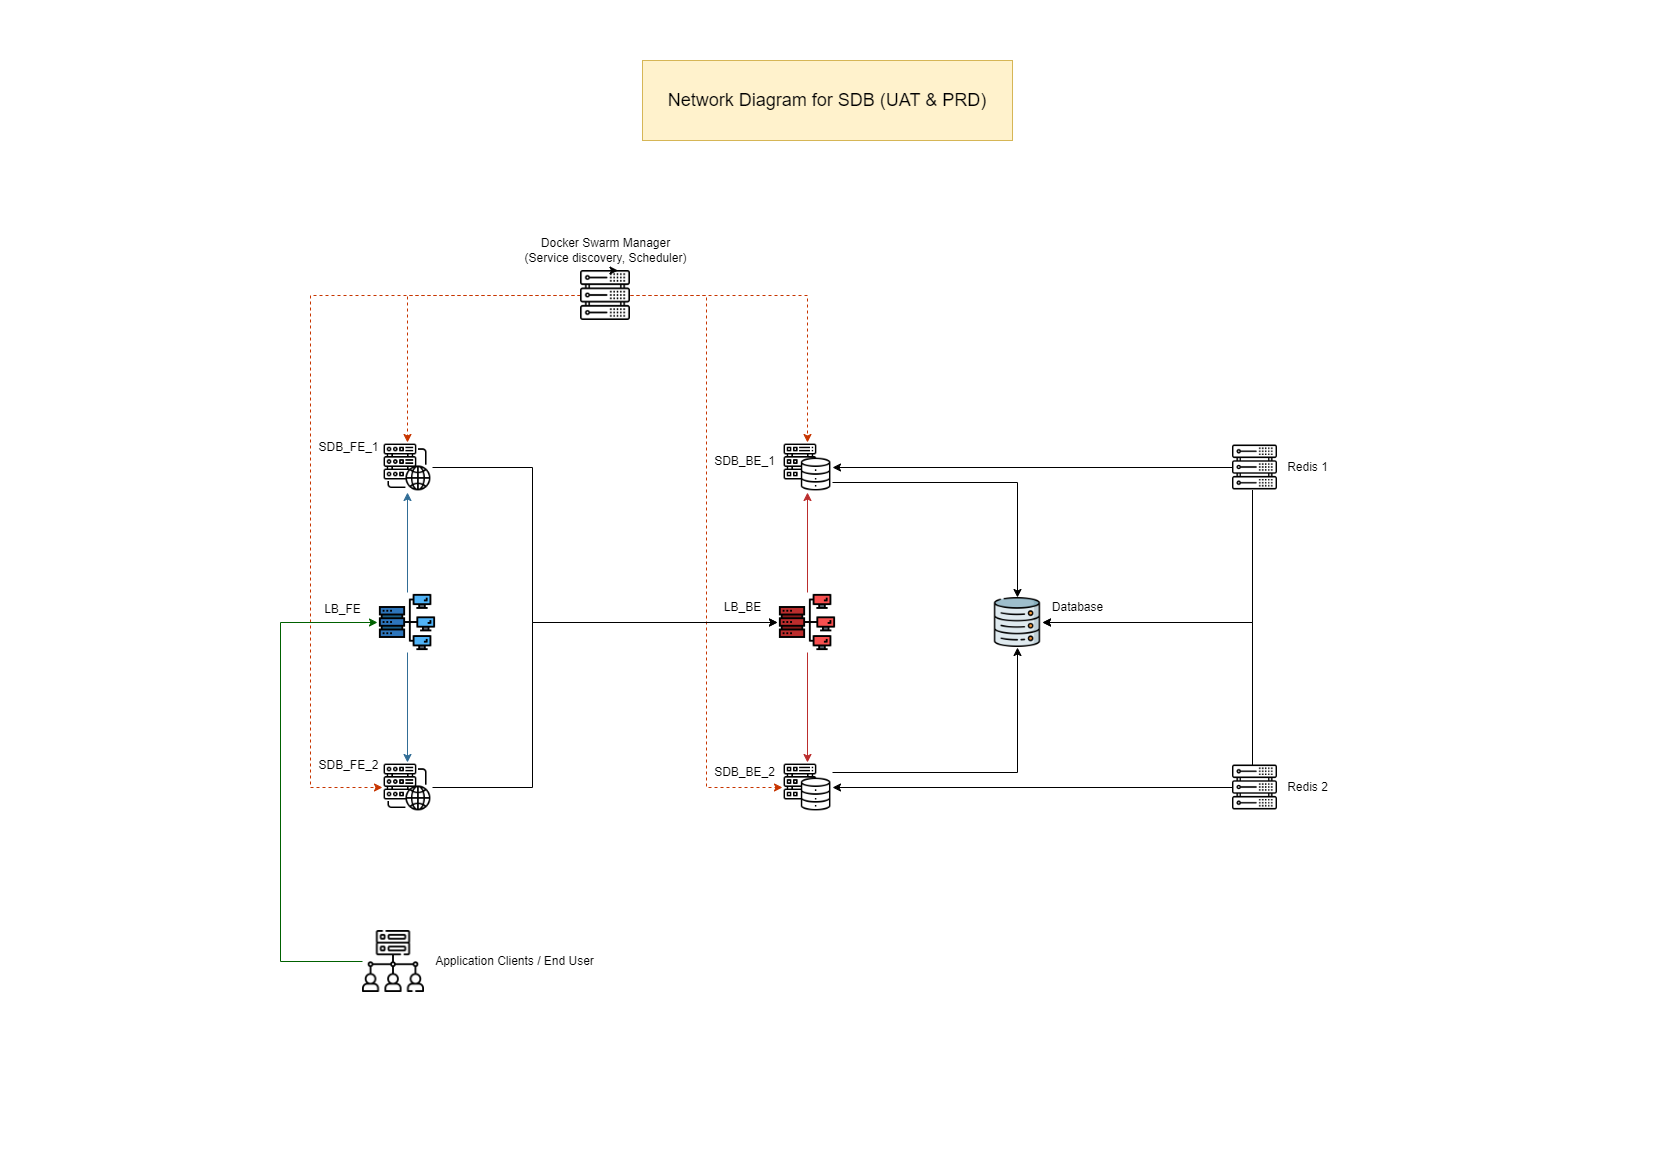 Network Diagram for SDB (UAT & PRD)
Docker Swarm Manager
(Service discovery, Scheduler)
SDB_FE_1
SDB_BE_1
Redis 1
LB_FE
LB_BE
Database
SDB_FE_2
SDB_BE_2
Redis 2
Application Clients / End User